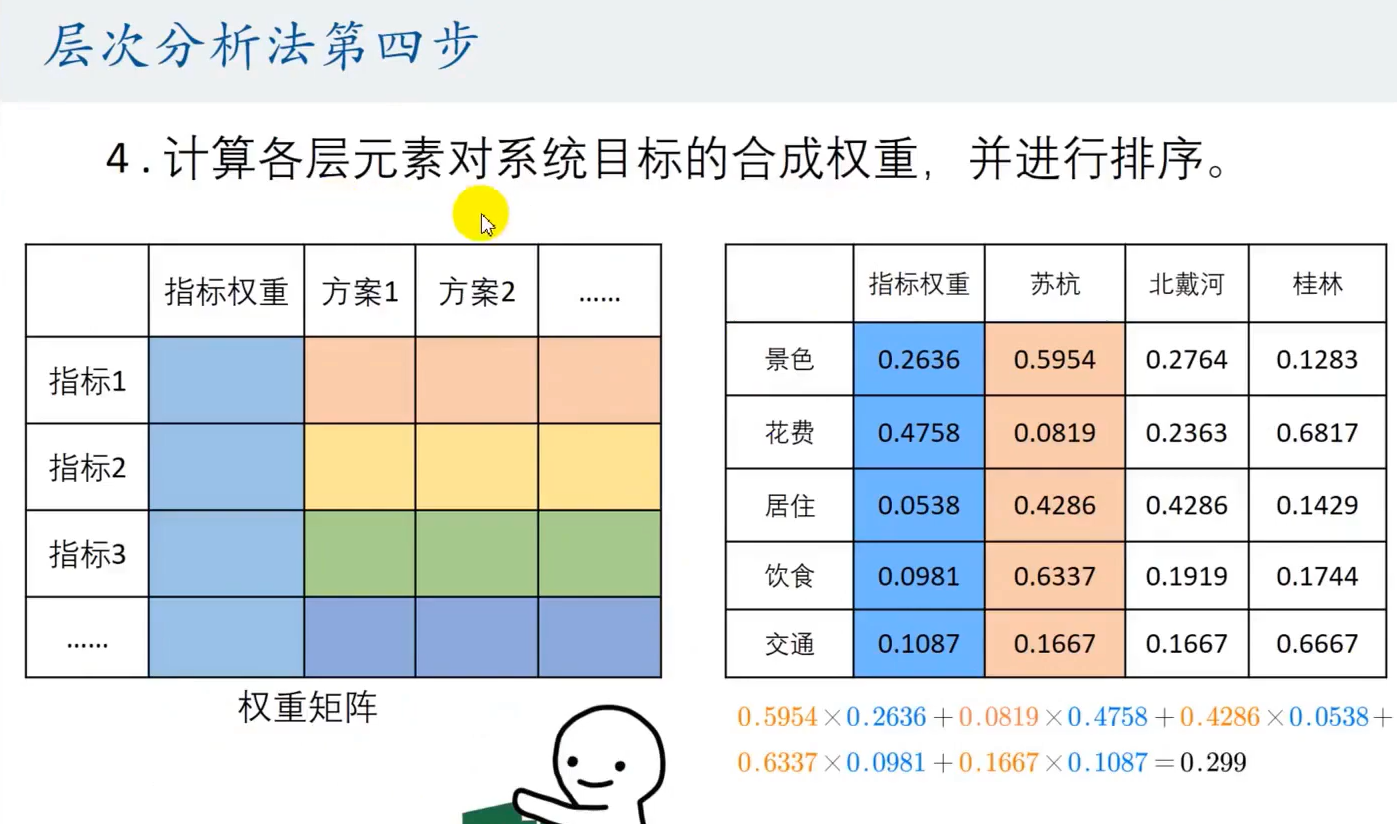 层次分析法第四步
4.计算各层元素对系统目标的合成权重，并进行排序。
指标权重 方案1 方案2 ……
指标1
指标2
指标3
……
权重矩阵
指标权重 苏杭 北戴河 桂林
景色 0.2636 0.5954 0.2764 0.1283
花费 0.4758 0.0819 0.2363 0.6817
居住 0.0538 0.4286 0.4286 0.1429
饮食 0.0981 0.6337 0.1919 0.1744
交通 0.1087 0.1667 0.1667 0.6667
0.5954×0.2636+0.0819×0.4758+0.4286×0.0538+
0.6337×0.0981+0.1667×0.1087=0.299